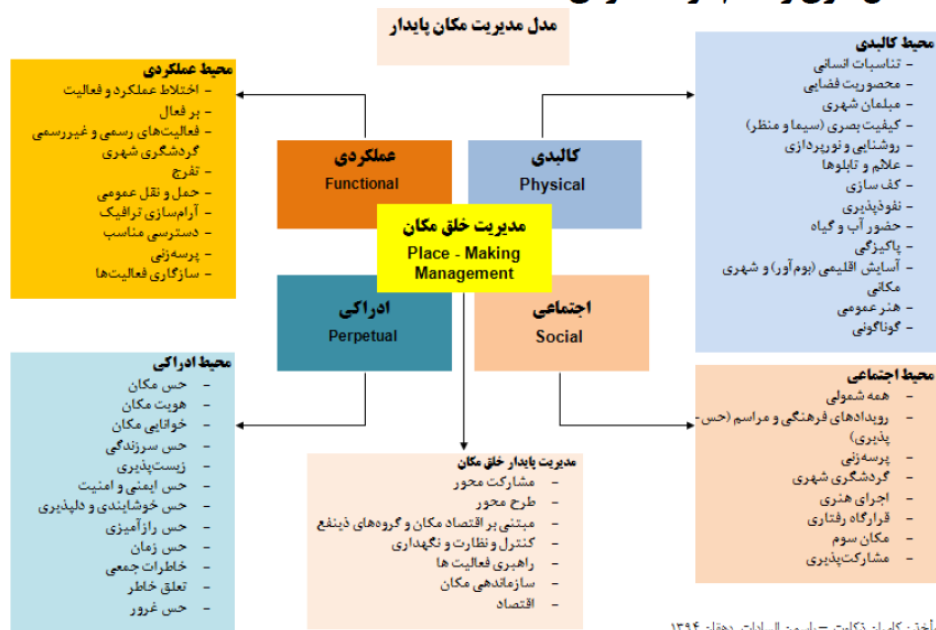 مدل مدیریت مکان پایدار
محیط کالبدی
- تناسبات انسانی
- محصوریت فضایی
- مبلمان شهری
- کیفیت بصری (سیما و منظر)
- روشنایی و نورپردازی
- علائم و تابلوها
- کف سازی
- نفوذپذیری
- حضور آب و گیاه
- پاکیزگی
- آسایش اقلیمی (بوم‌آور) و شهری
مکانی
- هنر عمومی
- گوناگونی
محیط عملکردی
- اختلاط عملکرد و فعالیت
- بر فعال
- فعالیت‌های رسمی و غیررسمی
گردشگری شهری
- تفرج
- حمل و نقل عمومی
- آرام‌سازی ترافیک
- دسترسی مناسب
- پرسه‌زنی
- سازگاری فعالیت‌ها
کالبدی
Physical
عملکردی
Functional
مدیریت خلق مکان
Place - Making
Management
اجتماعی
Social
ادراکی
Perpetual
محیط اجتماعی
- همه شمولی
- رویدادهای فرهنگی و مراسم (حس-
پذیری)
- پرسه‌زنی
- گردشگری شهری
- اجرای هنری
- قرارگاه رفتاری
- مکان سوم
- مشارکت‌پذیری
محیط ادراکی
- حس مکان
- هویت مکان
- خوانایی مکان
- حس سرزندگی
- زیست‌پذیری
- حس ایمنی و امنیت
- حس خوشایندی و دلپذیری
- حس رازآمیزی
- حس زمان
- خاطرات جمعی
- تعلق خاطر
- حس غرور
مدیریت پایدار خلق مکان
- مشارکت محور
- طرح محور
- مبتنی بر اقتصاد مکان و گروه‌های ذینفع
- کنترل و نظارت و نگهداری
- راهبری فعالیت ها
- سازماندهی مکان
- اقتصاد
کامران ذکاوت – یاسمن السادات دهقان ۱۳۹۴